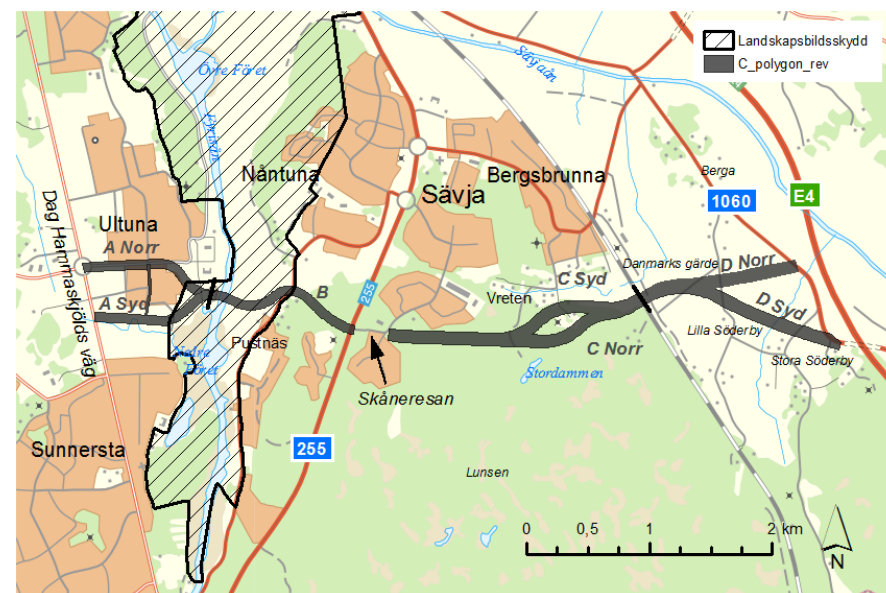 Landskapsbildsskydd
C_polygon_rev
Övre Föret
Fyrisån
Sävjaån
Nåntuna
Bergsbrunna
Berga
Sävja
1060
E4
Ultuna
A Norr
Danmarks gärde
D Norr
Dag Hammaskjölds väg
255
C Syd
A Syd
B
Vreten
D Syd
Lilla Söderby
Pustnäs
Nedre
Föret
C Norr
Stora Söderby
Stordammen
Skåneresan
Sunnersta
255
Lunsen
0 0,5 1 2 km
N